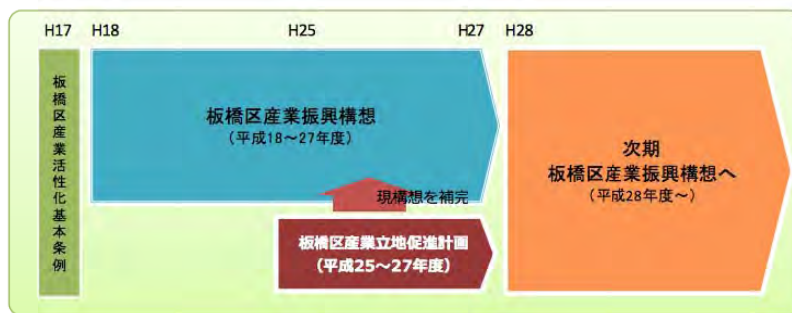 H17 H18 H25 H27 H28
板橋区産業活性化基本条例
板橋区産業振興構想
（平成18～27年度）
現構想を補完
板橋区産業立地促進計画
（平成25～27年度）
次期
板橋区産業振興構想へ
（平成28年度～）